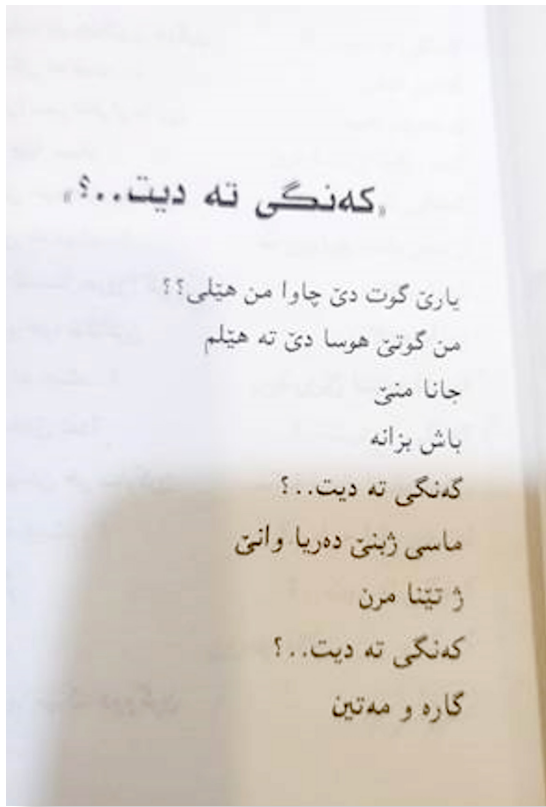 «کەنگی تە دیت..؟»
یارێ گوت دێ چاوا من هێلی؟؟
من گوتێ هوسا دێ تە هێلم
جانا منێ
باش بزانە
کەنگی تە دیت..؟
ماسی ژبنێ دەریا وانێ
ژ تێنا مرن
کەنگی تە دیت..؟
گارە و مەتین